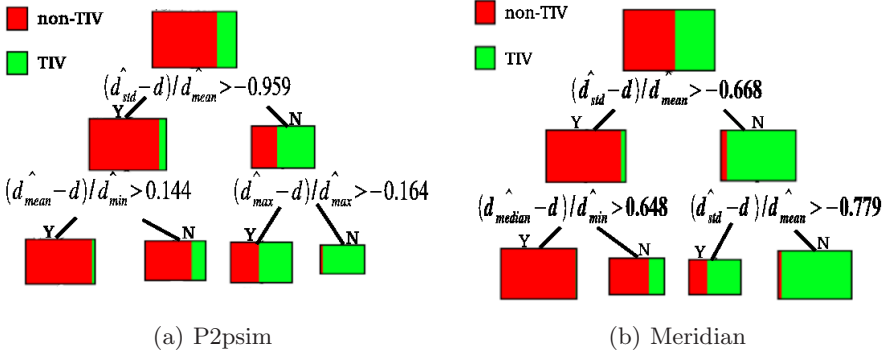 non-TIV
TIV
(d̂_std − d)/d̂_mean > −0.959
Y
N
(d̂_mean − d)/d̂_min > 0.144
(d̂_max − d)/d̂_max > −0.164
Y
N
Y
N
(a) P2psim
non-TIV
TIV
(d̂_std − d)/d̂_mean > −0.668
Y
N
(d̂_median − d)/d̂_min > 0.648
(d̂_std − d)/d̂_mean > −0.779
Y
N
Y
N
(b) Meridian